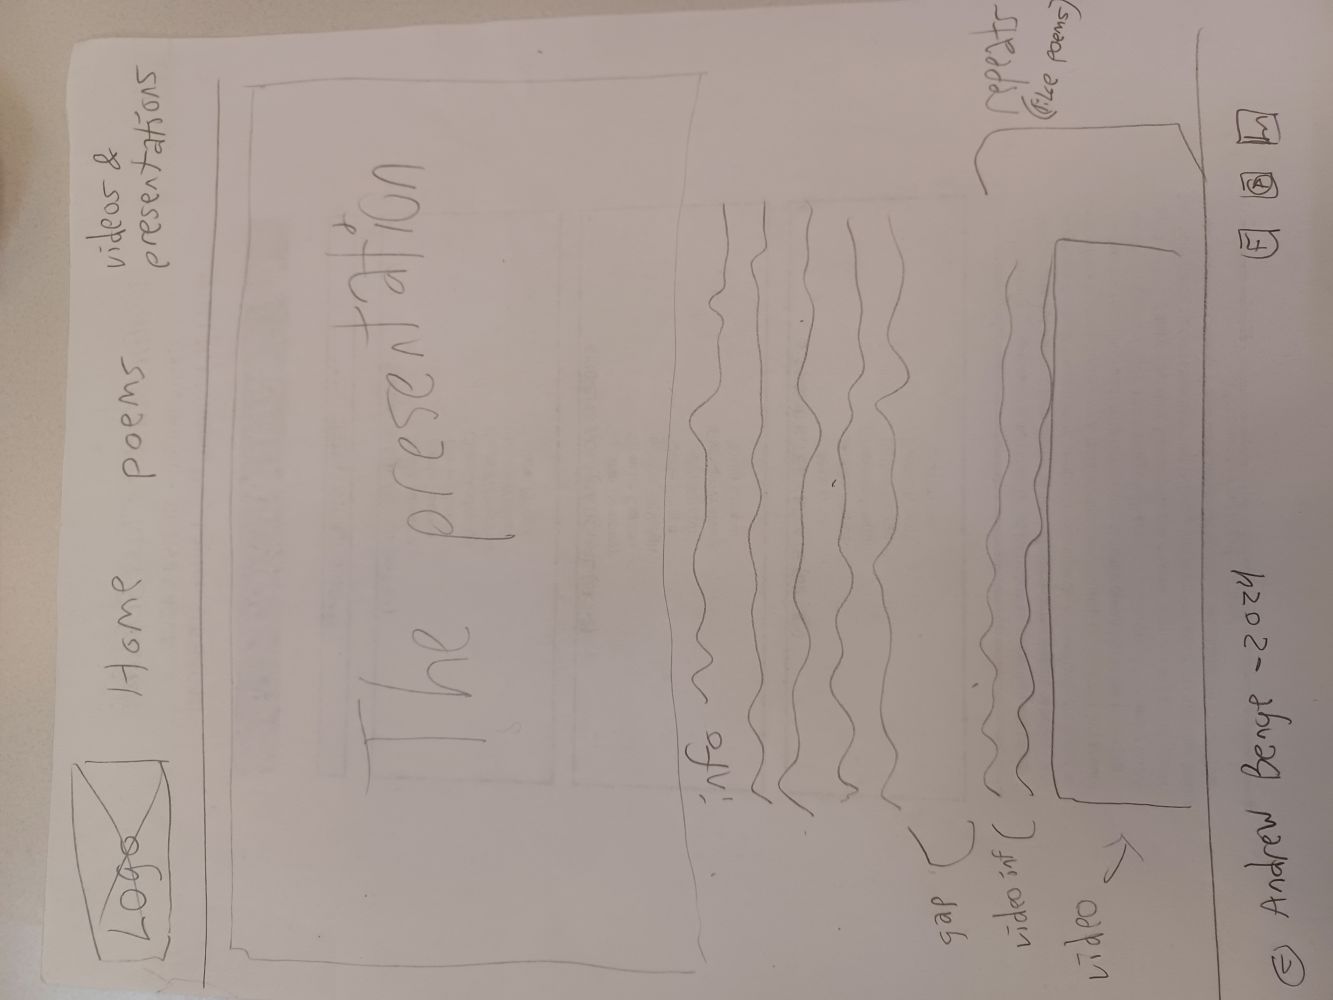 Logo Home poems videos &
presentations
The presentation
info
gap
video inf
video
repeats
(like poems)
© Andrew Benge - 2024
F in